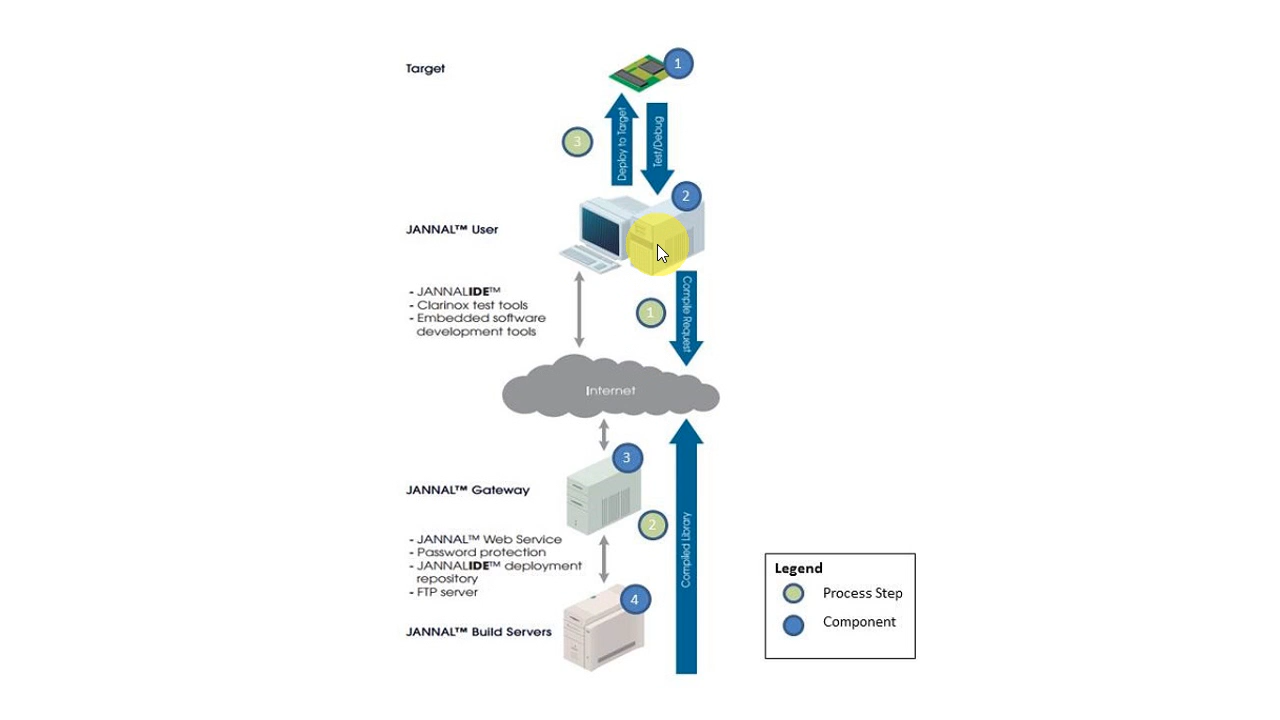 1
Target
3
Deploy to Target
Test/Debug
2
JANNAL™ User
- JANNALIDE™
- Clarinox test tools
- Embedded software
development tools
1
Compile Request
Internet
3
JANNAL™ Gateway
2
- JANNAL™ Web Service
- Password protection
- JANNALIDE™ deployment
repository
- FTP server
Compiled Library
4
JANNAL™ Build Servers
Legend
Process Step
Component